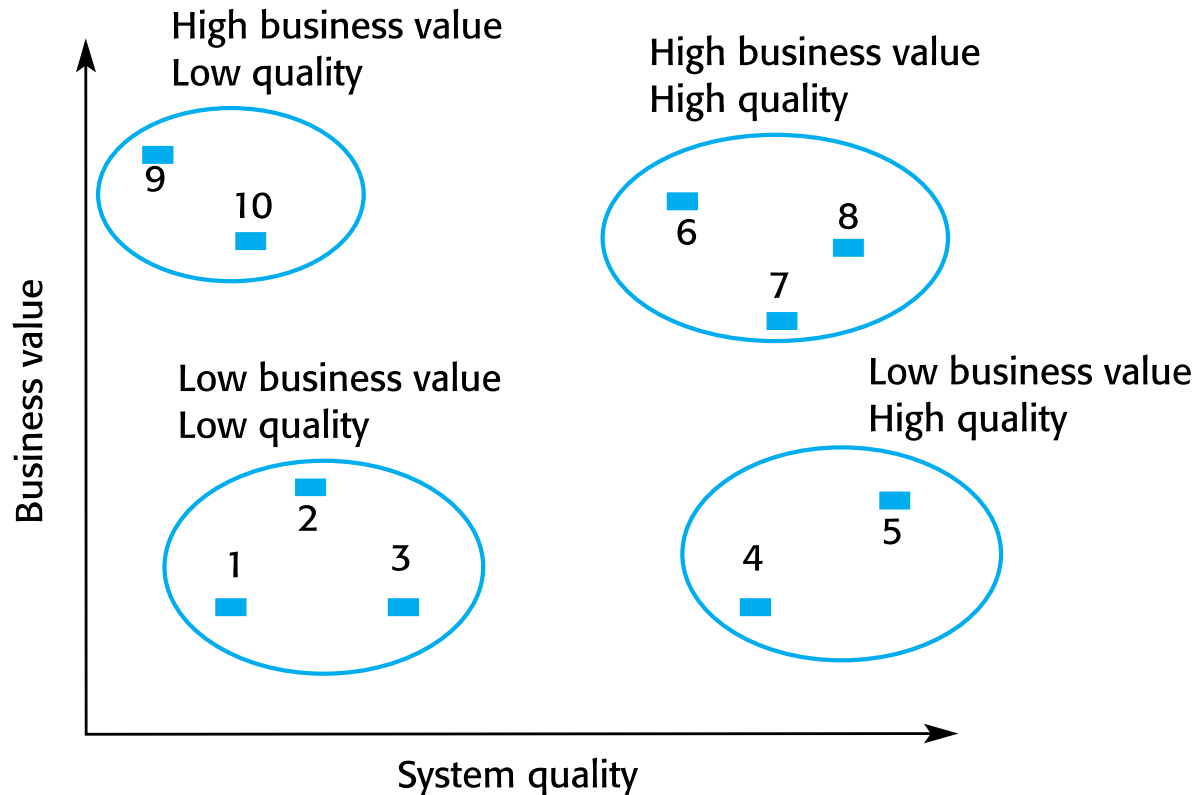 High business value
Low quality
High business value
High quality
9
10
6
8
7
Business value
Low business value
Low quality
Low business value
High quality
2
1
3
5
4
System quality